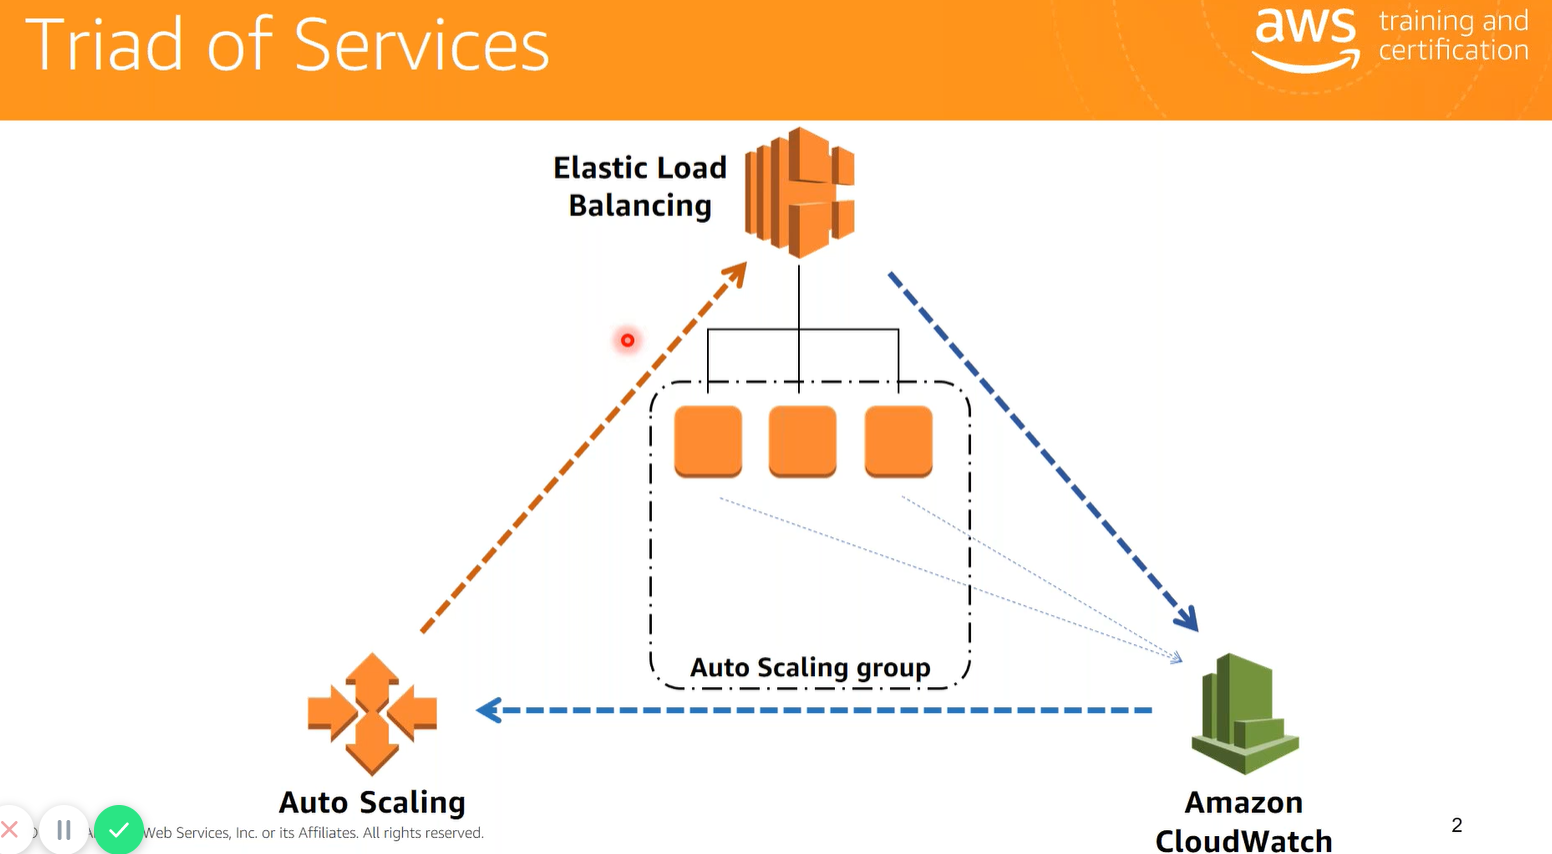 Triad of Services
aws training and
certification
Elastic Load
Balancing
Auto Scaling group
Auto Scaling
Amazon
CloudWatch
Web Services, Inc. or its Affiliates. All rights reserved.
2